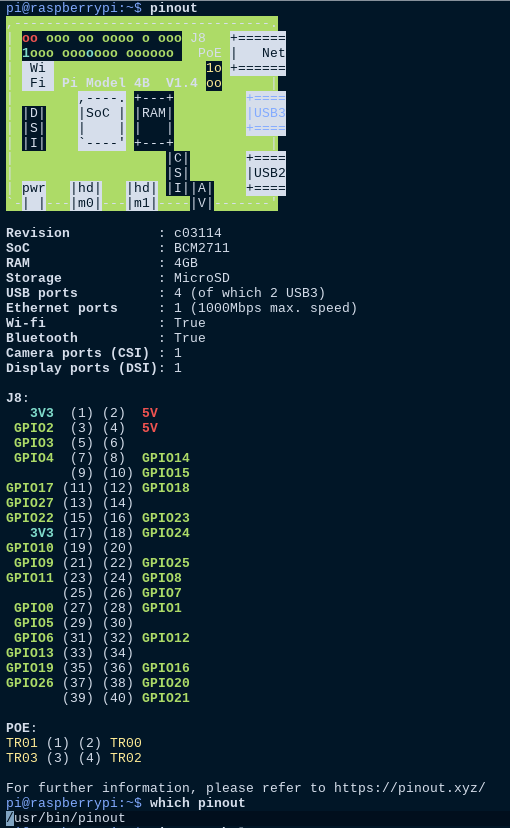 pi@raspberrypi:~$ pinout
,--------------------------------.
| oo ooo oo oooo o ooo J8   +======
| 1ooo ooooooo oooooo  PoE |   Net
|  Wi                    1o +======
|  Fi  Pi Model 4B  V1.4 oo      |
|        ,----. +---+         +====
| |D|    |SoC | |RAM|         |USB3
| |S|    |    | |   |         +====
| |I|    `----' +---+            |
|                   |C|       +====
|                   |S|       |USB2
| pwr   |hd|   |hd| |I||A|    +====
`-| |---|m0|---|m1|----|V|-------'
Revision           : c03114
SoC                : BCM2711
RAM                : 4GB
Storage            : MicroSD
USB ports          : 4 (of which 2 USB3)
Ethernet ports     : 1 (1000Mbps max. speed)
Wi-fi              : True
Bluetooth          : True
Camera ports (CSI) : 1
Display ports (DSI): 1
J8:
   3V3  (1) (2)  5V
 GPIO2  (3) (4)  5V
 GPIO3  (5) (6)
 GPIO4  (7) (8)  GPIO14
        (9) (10) GPIO15
GPIO17 (11) (12) GPIO18
GPIO27 (13) (14)
GPIO22 (15) (16) GPIO23
   3V3 (17) (18) GPIO24
GPIO10 (19) (20)
 GPIO9 (21) (22) GPIO25
GPIO11 (23) (24) GPIO8
       (25) (26) GPIO7
 GPIO0 (27) (28) GPIO1
 GPIO5 (29) (30)
 GPIO6 (31) (32) GPIO12
GPIO13 (33) (34)
GPIO19 (35) (36) GPIO16
GPIO26 (37) (38) GPIO20
       (39) (40) GPIO21
POE:
TR01 (1) (2) TR00
TR03 (3) (4) TR02
For further information, please refer to https://pinout.xyz/
pi@raspberrypi:~$ which pinout
/usr/bin/pinout